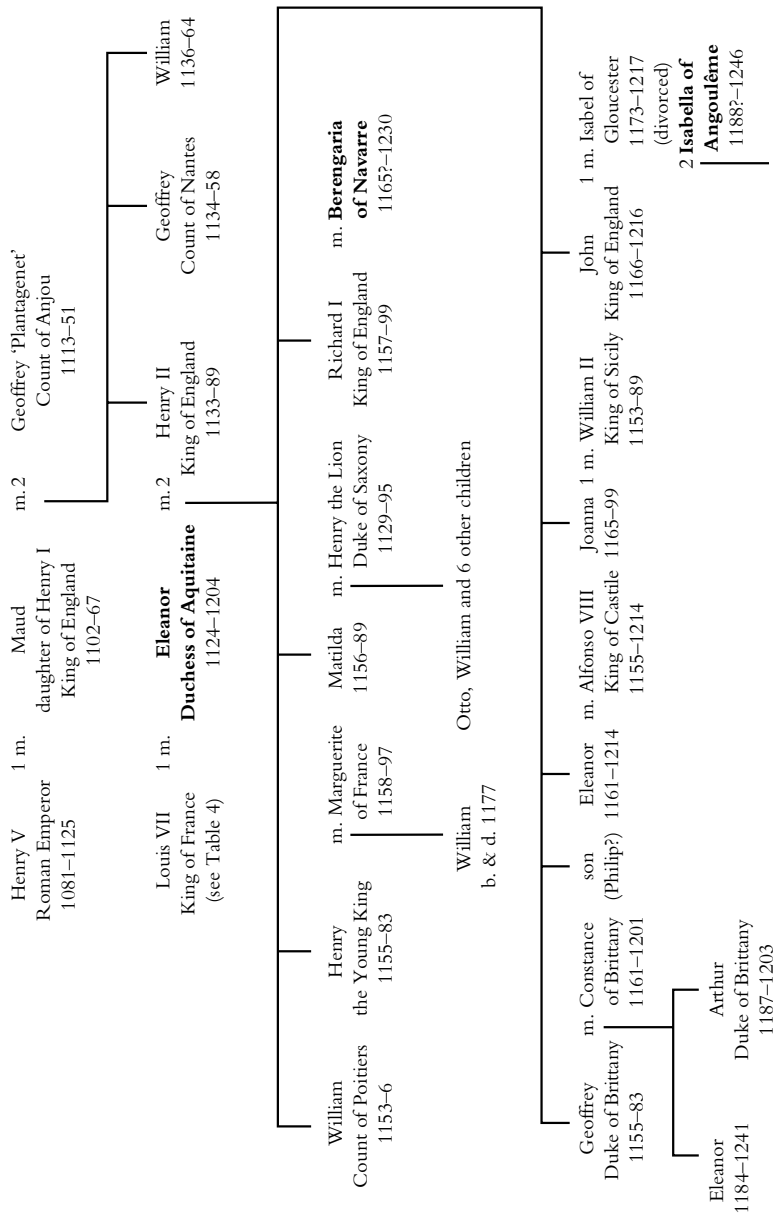 Henry V
Roman Emperor
1081–1125
1 m.
Maud
daughter of Henry I
King of England
1102–67
m. 2
Geoffrey 'Plantagenet'
Count of Anjou
1113–51
Louis VII
King of France
(see Table 4)
1 m.
Eleanor
Duchess of Aquitaine
1124–1204
m. 2
Henry II
King of England
1133–89
Geoffrey
Count of Nantes
1134–58
William
1136–64
William
Count of Poitiers
1153–6
Henry
the Young King
1155–83
m. Marguerite
of France
1158–97
Matilda
1156–89
m. Henry the Lion
Duke of Saxony
1129–95
Richard I
King of England
1157–99
m. Berengaria
of Navarre
1165?–1230
William
b. & d. 1177
Otto, William and 6 other children
Geoffrey
Duke of Brittany
1155–83
m. Constance
of Brittany
1161–1201
son
(Philip?)
Eleanor
1161–1214
m. Alfonso VIII
King of Castile
1155–1214
Joanna
1165–99
1 m. William II
King of Sicily
1153–89
John
King of England
1166–1216
1 m. Isabel of
Gloucester
1173–1217
(divorced)
2 Isabella of
Angoulême
1188?–1246
Eleanor
1184–1241
Arthur
Duke of Brittany
1187–1203